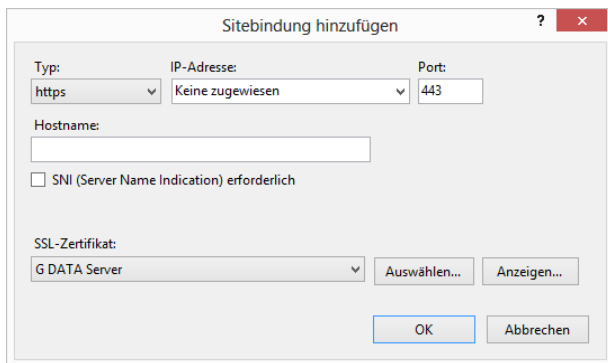 Sitebindung hinzufügen
?
Typ:
IP-Adresse:
Port:
https
Keine zugewiesen
443
Hostname:
SNI (Server Name Indication) erforderlich
SSL-Zertifikat:
G DATA Server
Auswählen...
Anzeigen...
OK
Abbrechen